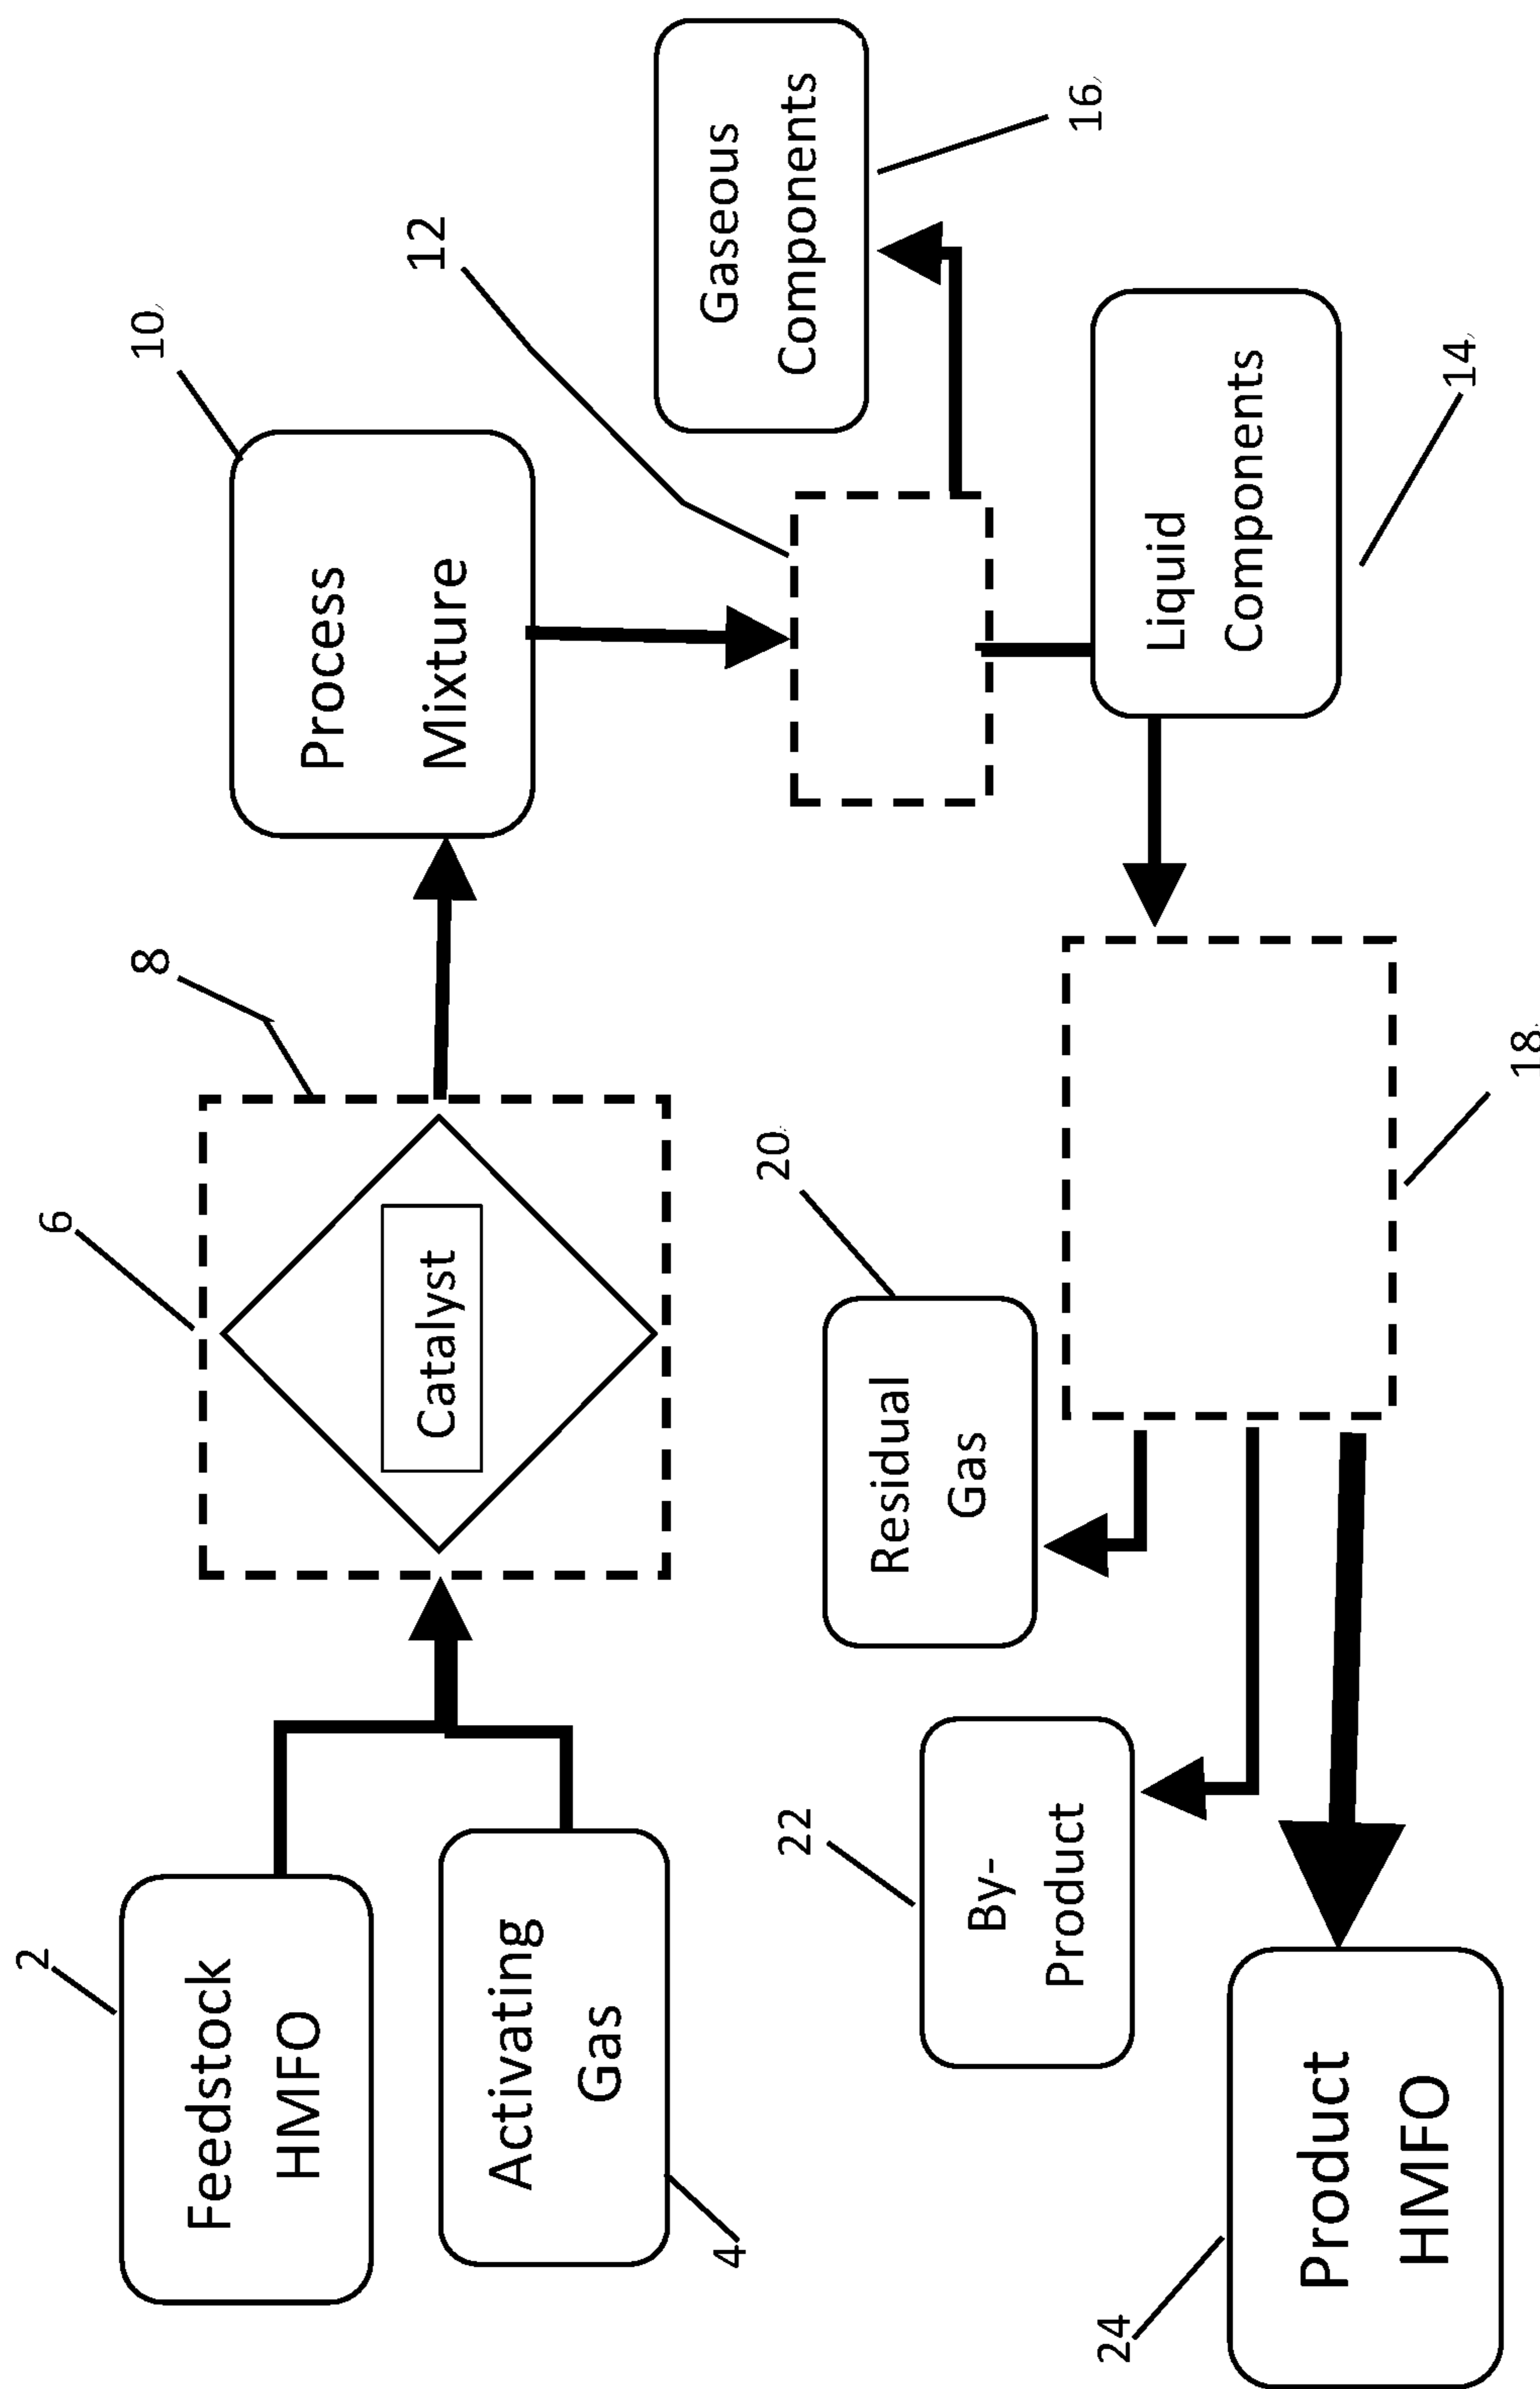 2
Feedstock
HMFO
Activating
Gas
4
6
Catalyst
8
10
Process
Mixture
12
Gaseous
Components
16
Liquid
Components
14
18
20
Residual
Gas
22
By-
Product
24
Product
HMFO